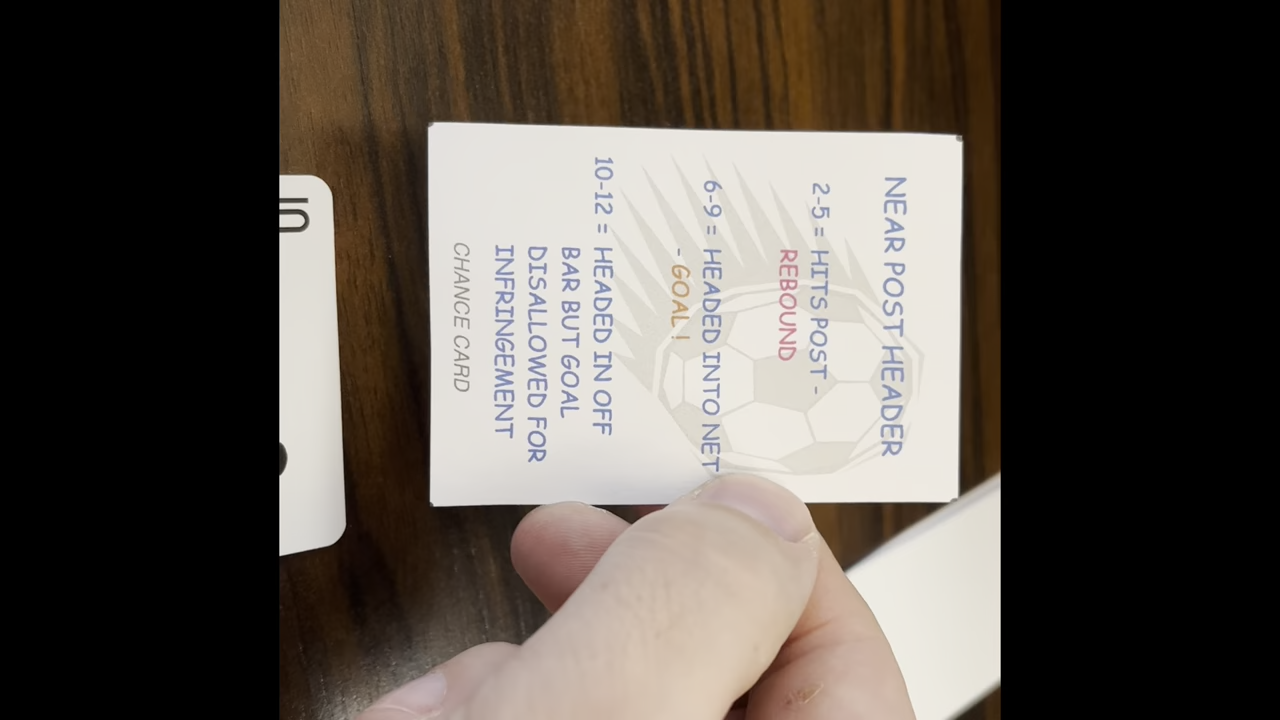 NEAR POST HEADER
2-5 = HITS POST -
REBOUND
6-9 = HEADED INTO NET
- GOAL!
10-12 = HEADED IN OFF
BAR BUT GOAL
DISALLOWED FOR
INFRINGEMENT
CHANCE CARD